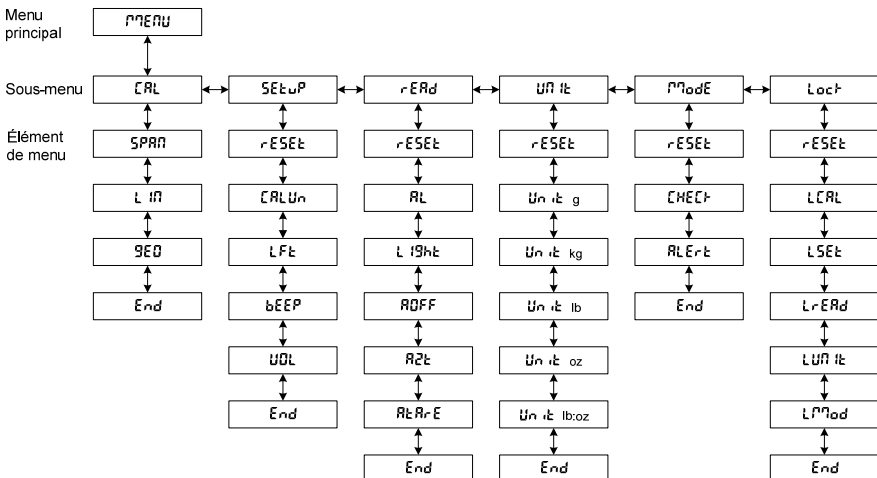 Menu
principal
MENU
Sous-menu
CAL SEtuP rEAd UNIt ModE LocK
Élément
de menu
SPAN rESEt rESEt rESEt rESEt rESEt
LIN CALUn AL Unit g CHECK LCAL
GEO LFt LIGht Unit kg ALErt LSEt
End bEEP AOFF Unit lb End LrEAd
VOL AZt Unit oz LUNIt
End AtArE Unit lb:oz LMod
End End End